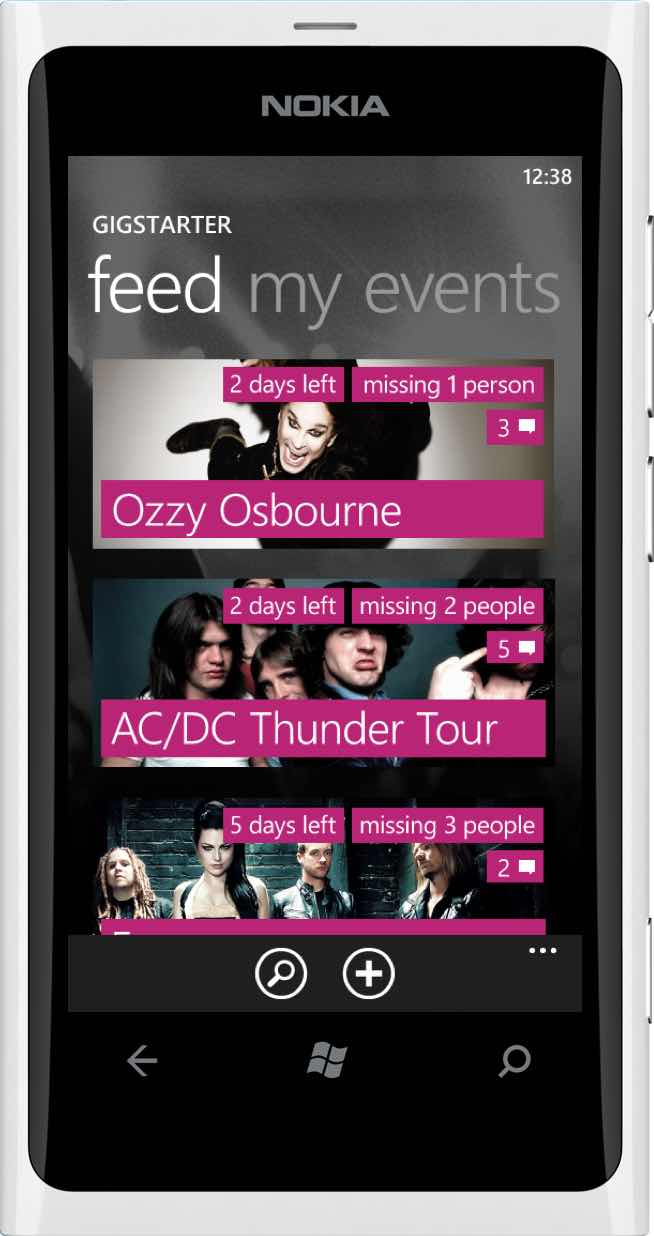 NOKIA
12:38
GIGSTARTER
feed my events
2 days left missing 1 person
3
Ozzy Osbourne
2 days left missing 2 people
5
AC/DC Thunder Tour
5 days left missing 3 people
2